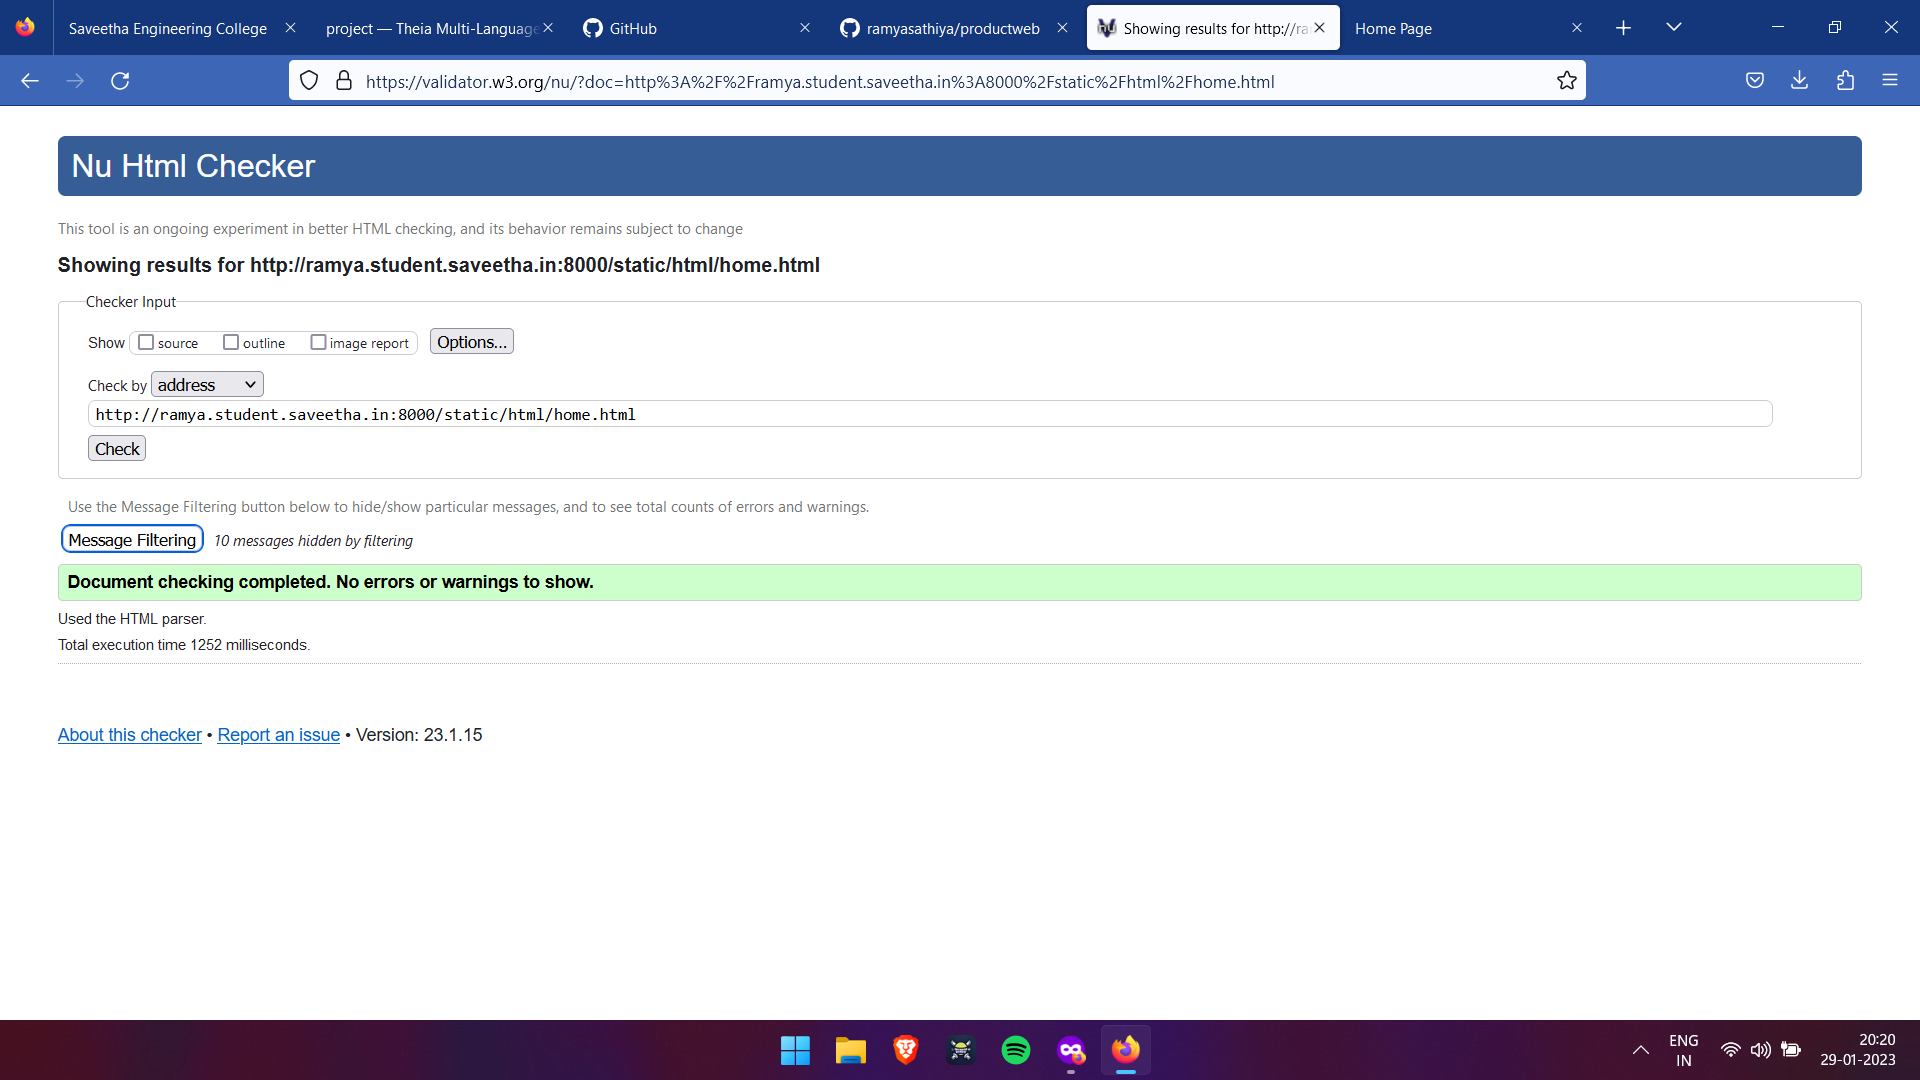 Saveetha Engineering College
project — Theia Multi-Language
GitHub
ramyasathiya/productweb
Showing results for http://ra
Home Page
https://validator.w3.org/nu/?doc=http%3A%2F%2Framya.student.saveetha.in%3A8000%2Fstatic%2Fhtml%2Fhome.html
Nu Html Checker
This tool is an ongoing experiment in better HTML checking, and its behavior remains subject to change
Showing results for http://ramya.student.saveetha.in:8000/static/html/home.html
Checker Input
Show source outline image report Options...
Check by address
http://ramya.student.saveetha.in:8000/static/html/home.html
Check
Use the Message Filtering button below to hide/show particular messages, and to see total counts of errors and warnings.
Message Filtering 10 messages hidden by filtering
Document checking completed. No errors or warnings to show.
Used the HTML parser.
Total execution time 1252 milliseconds.
About this checker • Report an issue • Version: 23.1.15
ENG
IN
20:20
29-01-2023